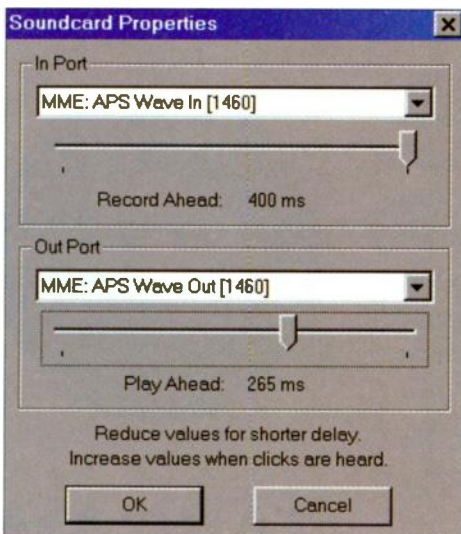 Soundcard Properties
In Port
MME: APS Wave In [1460]
Record Ahead: 400 ms
Out Port
MME: APS Wave Out [1460]
Play Ahead: 265 ms
Reduce values for shorter delay.
Increase values when clicks are heard.
OK Cancel